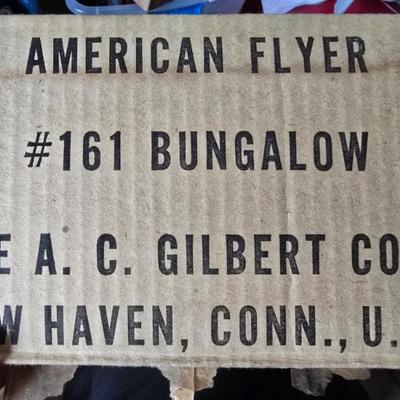 AMERICAN FLYER
#161 BUNGALOW
E A. C. GILBERT CO
W HAVEN, CONN., U.